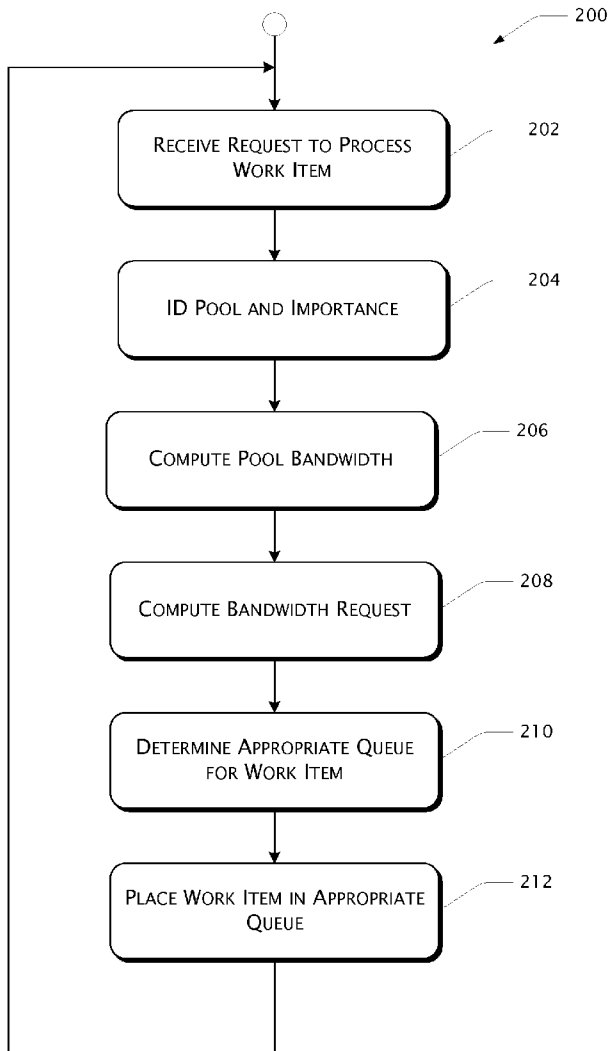 200
RECEIVE REQUEST TO PROCESS
WORK ITEM
202
ID POOL AND IMPORTANCE
204
COMPUTE POOL BANDWIDTH
206
COMPUTE BANDWIDTH REQUEST
208
DETERMINE APPROPRIATE QUEUE
FOR WORK ITEM
210
PLACE WORK ITEM IN APPROPRIATE
QUEUE
212